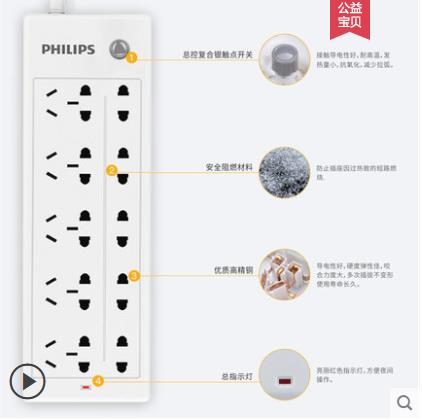 公益
宝贝
PHILIPS
1
总控复合银触点开关
接触导电性好,耐高温,发
热量小,抗氧化,减少拉弧。
2
安全阻燃材料
防止插座因过热致的短路燃
烧.
3
优质高精铜
导电性好,硬度弹性佳,咬
合力度大,多次插拔不变形
使用寿命长久。
4
总指示灯
亮丽红色指示灯,方便夜间
操作。